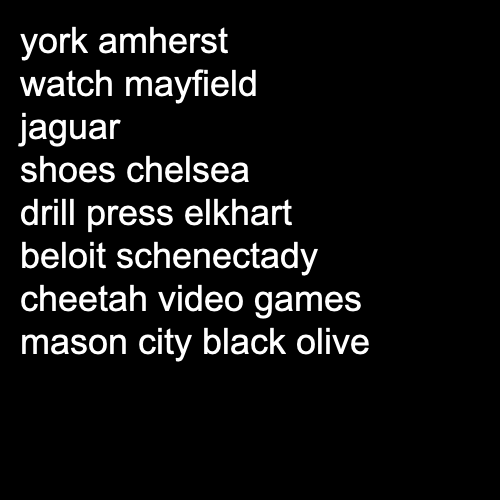 york amherst
watch mayfield
jaguar
shoes chelsea
drill press elkhart
beloit schenectady
cheetah video games
mason city black olive